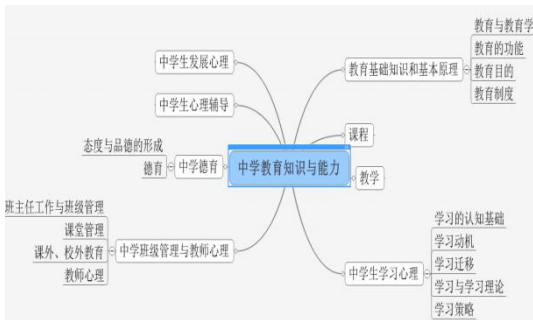 中学教育知识与能力
教育基础知识和基本原理
教育与教育学
教育的功能
教育目的
教育制度
课程
教学
中学生学习心理
学习的认知基础
学习动机
学习迁移
学习与学习理论
学习策略
中学生发展心理
中学生心理辅导
中学德育
态度与品德的形成
德育
中学班级管理与教师心理
班主任工作与班级管理
课堂管理
课外、校外教育
教师心理